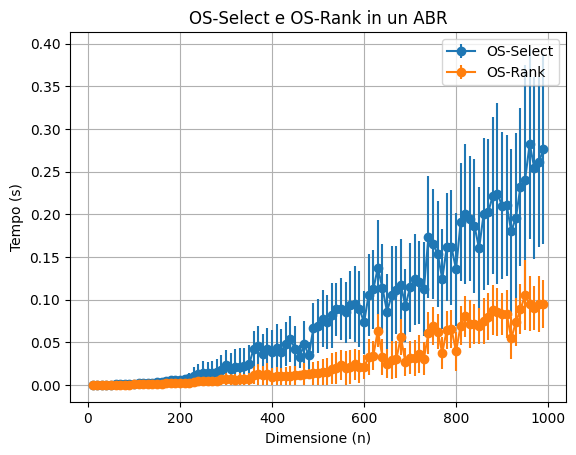 OS-Select e OS-Rank in un ABR
OS-Select
OS-Rank
Tempo (s)
0.40
0.35
0.30
0.25
0.20
0.15
0.10
0.05
0.00
0 200 400 600 800 1000
Dimensione (n)